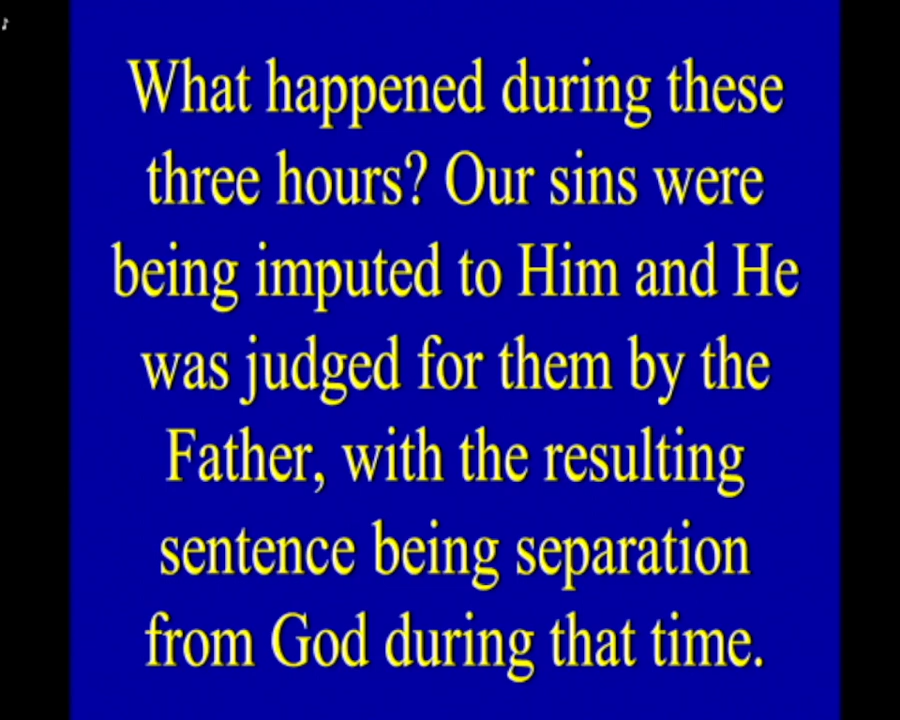 What happened during these
three hours? Our sins were
being imputed to Him and He
was judged for them by the
Father, with the resulting
sentence being separation
from God during that time.